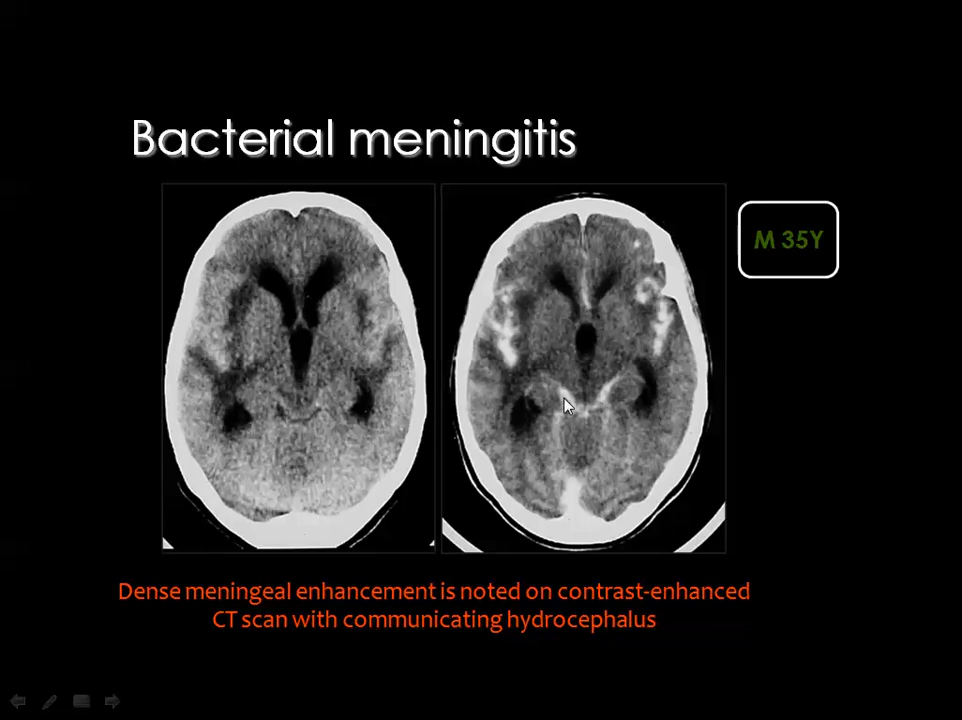 Bacterial meningitis
M 35Y
Dense meningeal enhancement is noted on contrast-enhanced
CT scan with communicating hydrocephalus